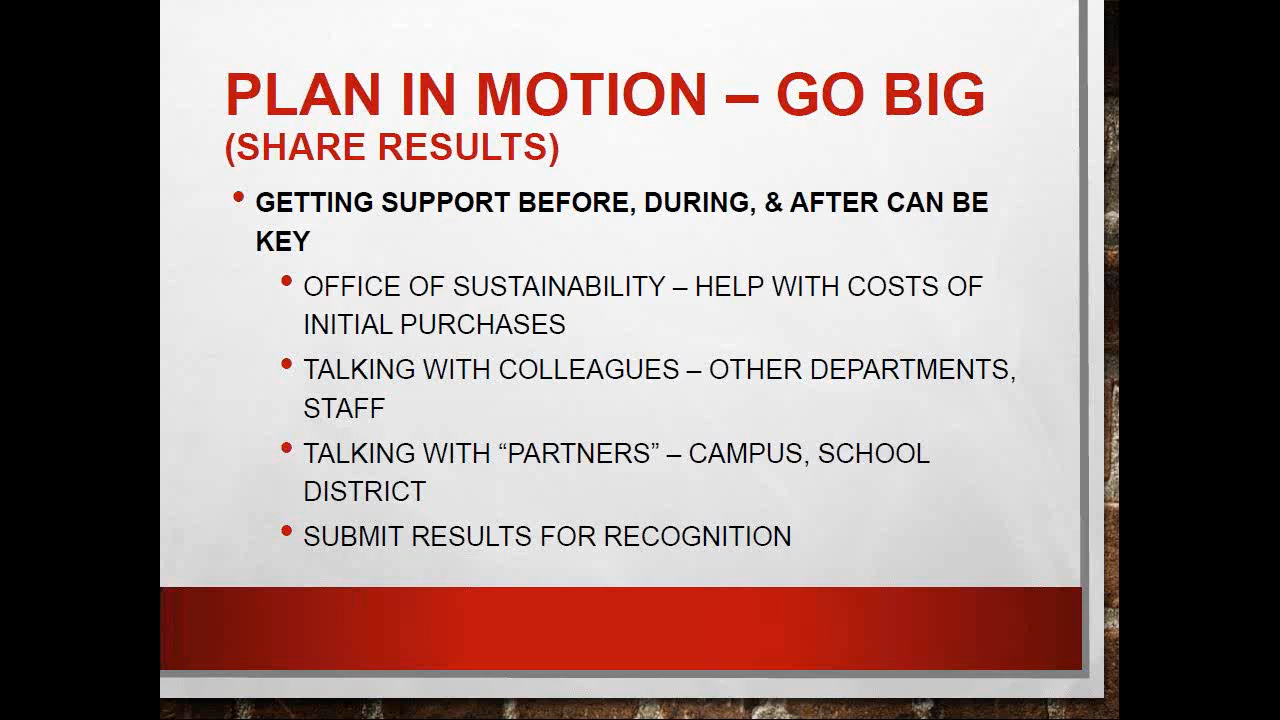 PLAN IN MOTION – GO BIG
(SHARE RESULTS)
• GETTING SUPPORT BEFORE, DURING, & AFTER CAN BE
KEY
• OFFICE OF SUSTAINABILITY – HELP WITH COSTS OF
INITIAL PURCHASES
• TALKING WITH COLLEAGUES – OTHER DEPARTMENTS,
STAFF
• TALKING WITH “PARTNERS” – CAMPUS, SCHOOL
DISTRICT
• SUBMIT RESULTS FOR RECOGNITION